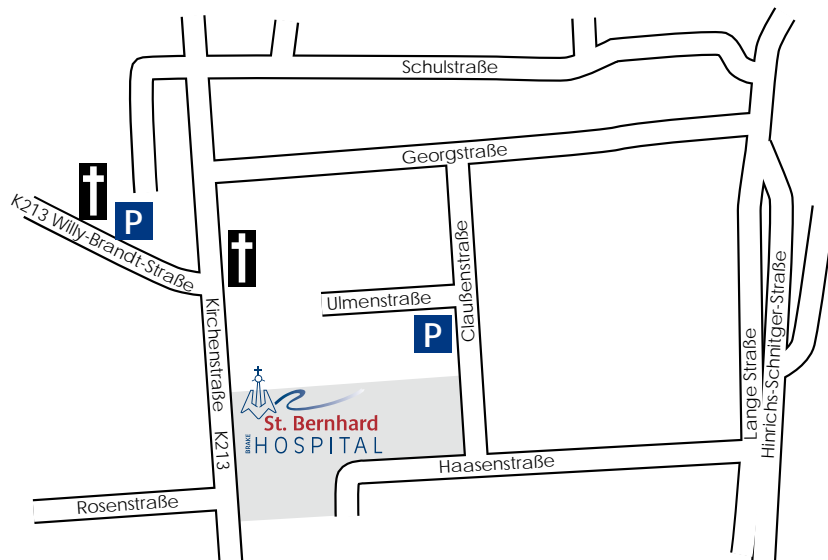 Schulstraße
Georgstraße
P
K213 Willy-Brandt-Straße
Claußenstraße
Ulmenstraße
P
Kirchenstraße K213
Lange Straße
Hinrichs-Schnitger-Straße
St. Bernhard
BRAKE
HOSPITAL
Haasenstraße
Rosenstraße